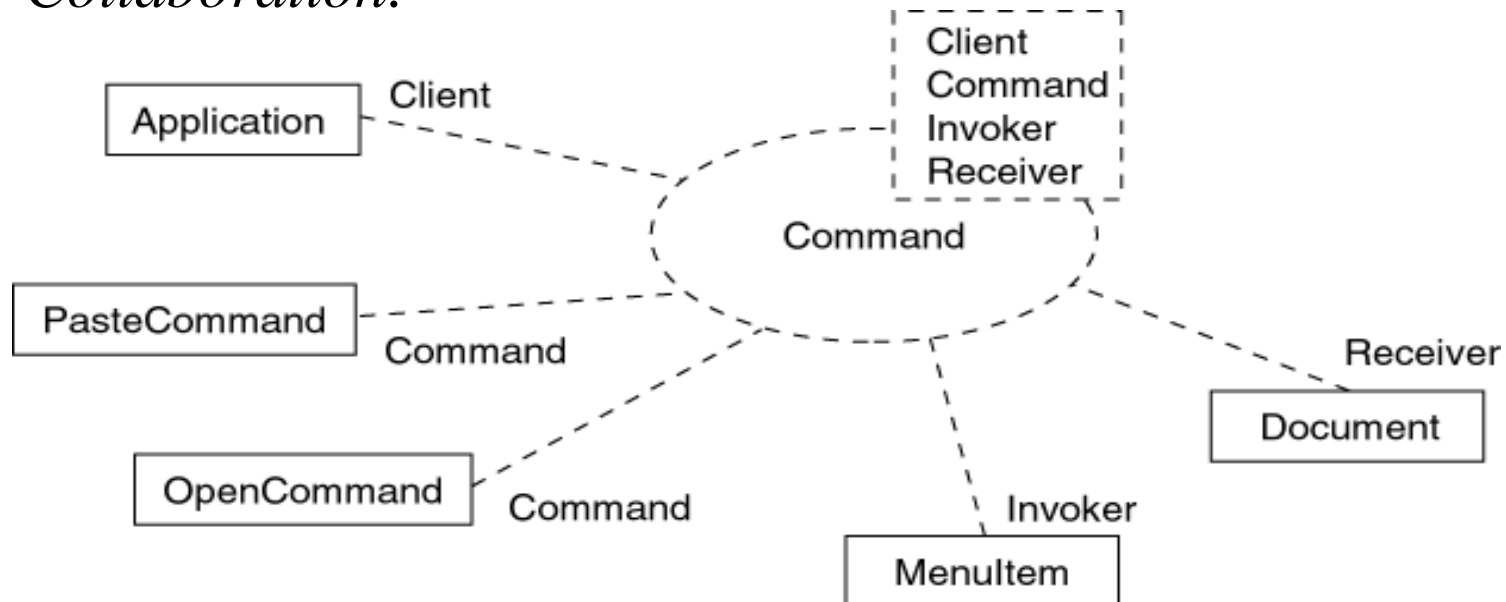 Collaboration:
Client
Command
Invoker
Receiver
Client
Application
Command
PasteCommand
Command
Receiver
Document
OpenCommand
Command
Invoker
MenuItem